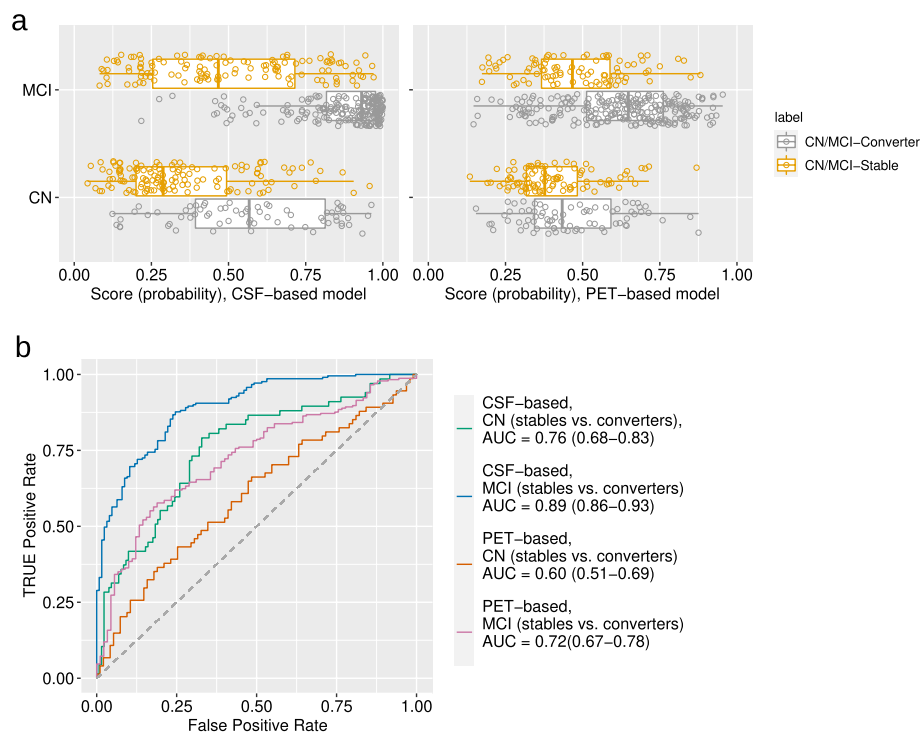 a
MCI
CN
0.00 0.25 0.50 0.75 1.00
Score (probability), CSF−based model
0.00 0.25 0.50 0.75 1.00
Score (probability), PET−based model
label
CN/MCI−Converter
CN/MCI−Stable
b
TRUE Positive Rate
1.00
0.75
0.50
0.25
0.00
0.00 0.25 0.50 0.75 1.00
False Positive Rate
CSF−based,
CN (stables vs. converters),
AUC = 0.76 (0.68−0.83)
CSF−based,
MCI (stables vs. converters)
AUC = 0.89 (0.86−0.93)
PET−based,
CN (stables vs. converters)
AUC = 0.60 (0.51−0.69)
PET−based,
MCI (stables vs. converters)
AUC = 0.72(0.67−0.78)